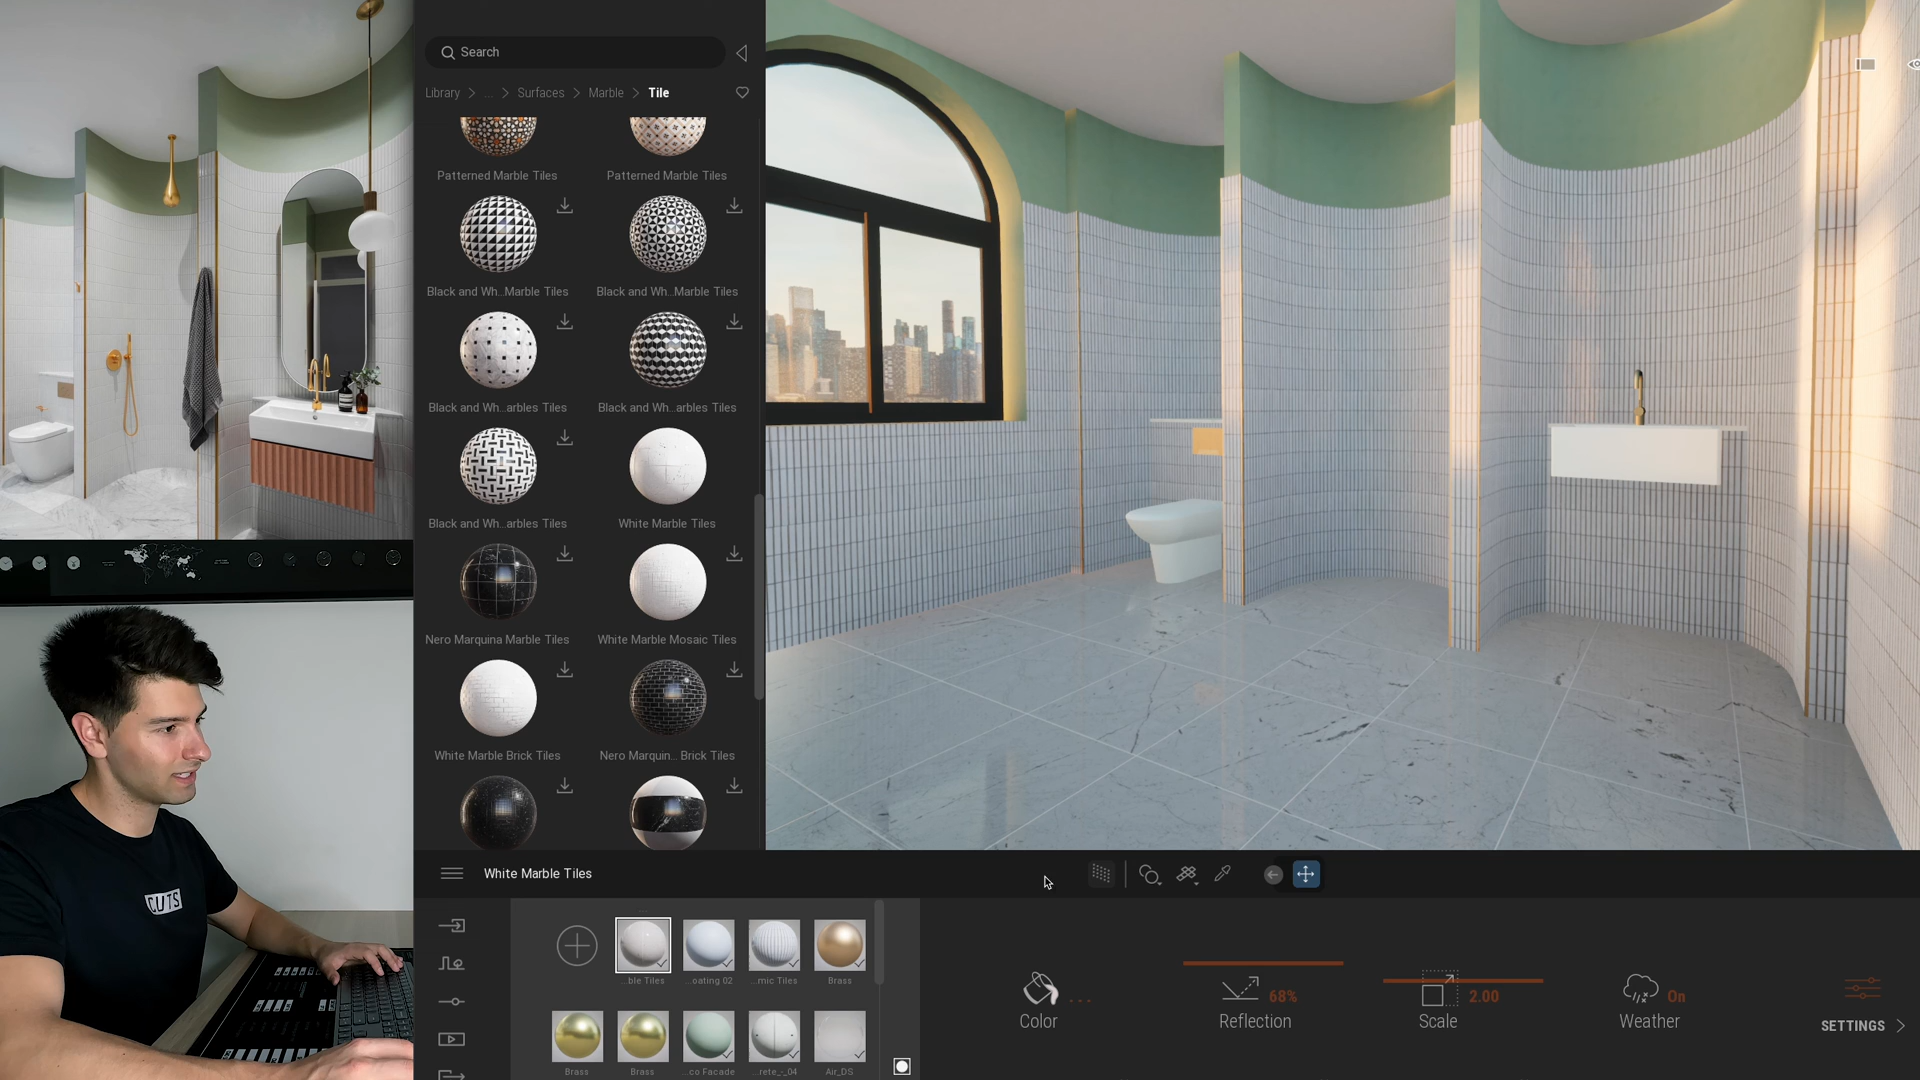 Search
Library > ... > Surfaces > Marble > Tile
Patterned Marble Tiles
Patterned Marble Tiles
Black and Wh...Marble Tiles
Black and Wh...Marble Tiles
Black and Wh...arbles Tiles
Black and Wh...arbles Tiles
Black and Wh...arbles Tiles
White Marble Tiles
Nero Marquina Marble Tiles
White Marble Mosaic Tiles
White Marble Brick Tiles
Nero Marquin... Brick Tiles
White Marble Tiles
...ble Tiles
...oating 02
...mic Tiles
Brass
Brass
Brass
...co Facade
...rete_-_04
Air_DS
Color
...
Reflection
68%
Scale
2.00
Weather
On
SETTINGS
CUTS